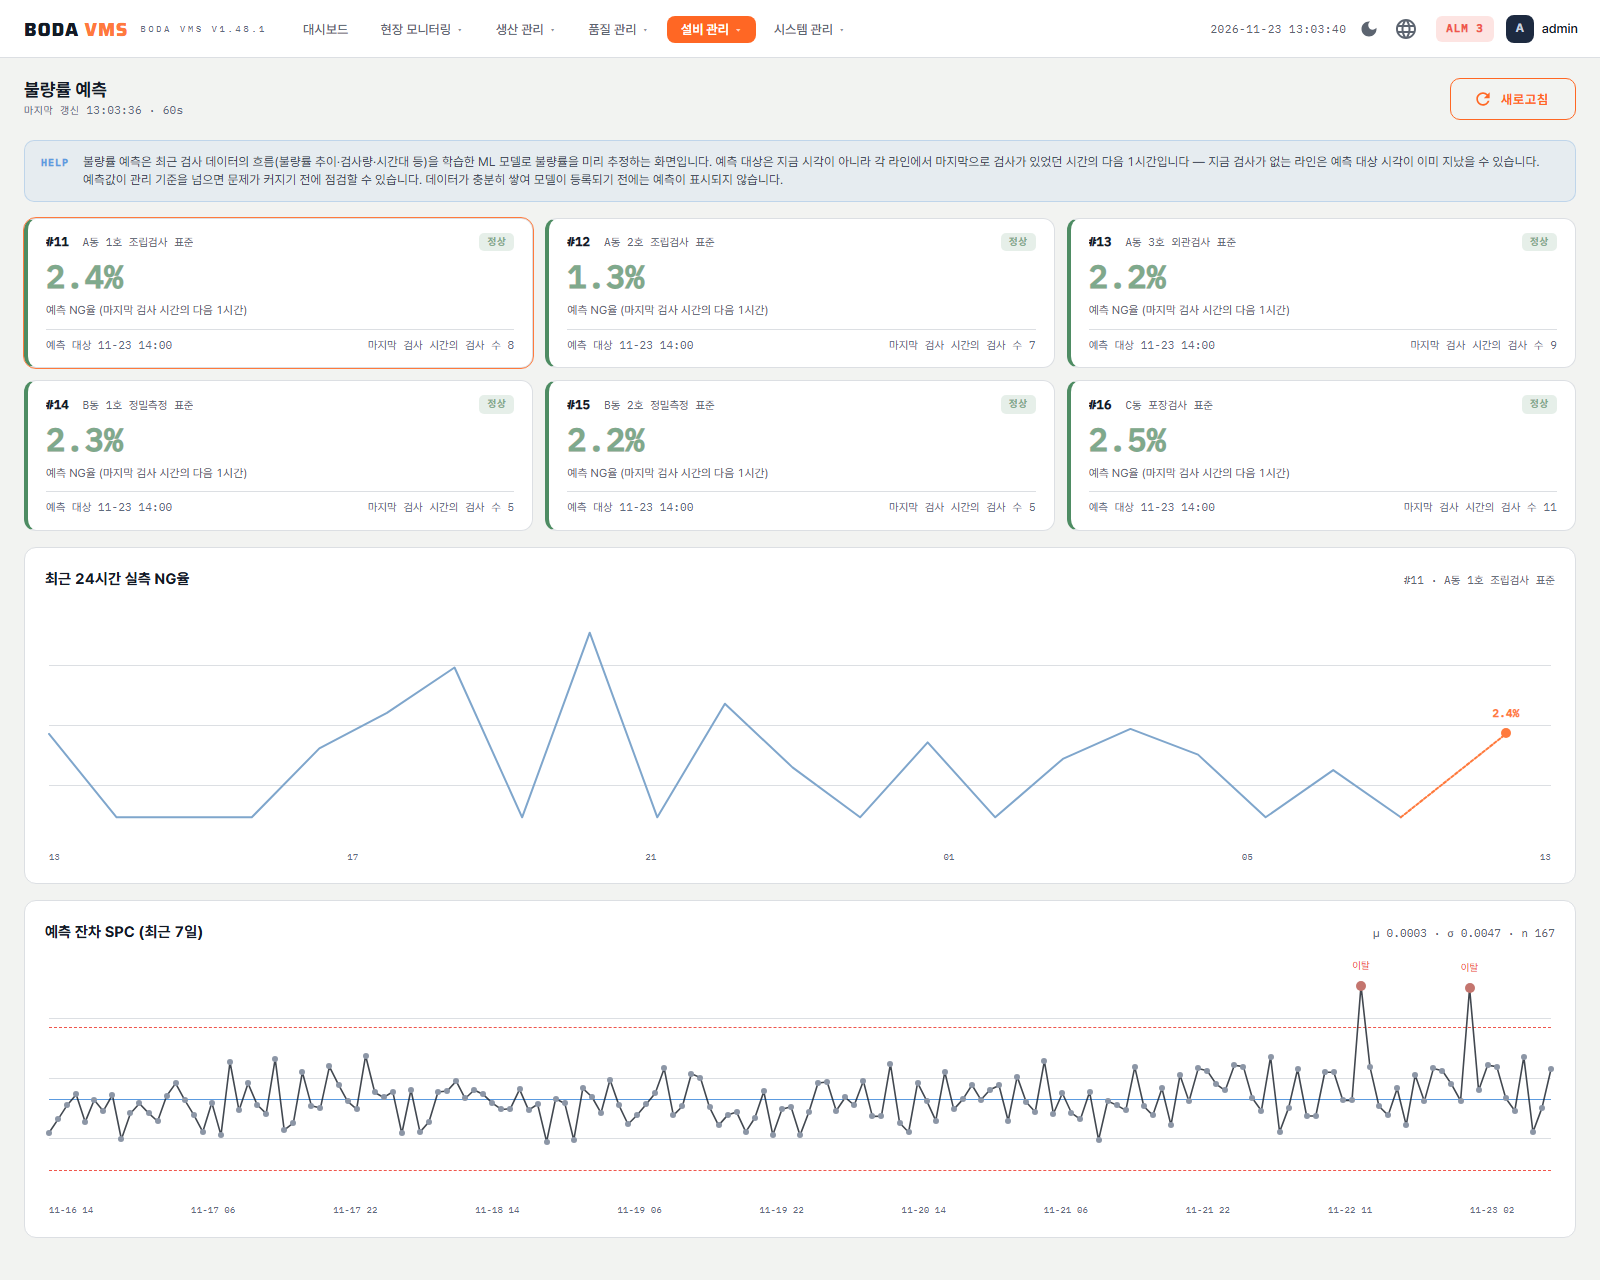 BODA VMS BODA VMS V1.48.1 대시보드 현장 모니터링 생산 관리 품질 관리 설비 관리 시스템 관리 2026-11-23 13:03:40 ALM 3 A admin
불량률 예측
마지막 갱신 13:03:36 · 60s
새로고침
HELP 불량률 예측은 최근 검사 데이터의 흐름(불량률 추이·검사량·시간대 등)을 학습한 ML 모델로 불량률을 미리 추정하는 화면입니다. 예측 대상은 지금 시각이 아니라 각 라인에서 마지막으로 검사가 있었던 시간의 다음 1시간입니다 — 지금 검사가 없는 라인은 예측 대상 시각이 이미 지났을 수 있습니다.
예측값이 관리 기준을 넘으면 문제가 커지기 전에 점검할 수 있습니다. 데이터가 충분히 쌓여 모델이 등록되기 전에는 예측이 표시되지 않습니다.
#11 A동 1호 조립검사 표준 정상
2.4%
예측 NG율 (마지막 검사 시간의 다음 1시간)
예측 대상 11-23 14:00 마지막 검사 시간의 검사 수 8
#12 A동 2호 조립검사 표준 정상
1.3%
예측 NG율 (마지막 검사 시간의 다음 1시간)
예측 대상 11-23 14:00 마지막 검사 시간의 검사 수 7
#13 A동 3호 외관검사 표준 정상
2.2%
예측 NG율 (마지막 검사 시간의 다음 1시간)
예측 대상 11-23 14:00 마지막 검사 시간의 검사 수 9
#14 B동 1호 정밀측정 표준 정상
2.3%
예측 NG율 (마지막 검사 시간의 다음 1시간)
예측 대상 11-23 14:00 마지막 검사 시간의 검사 수 5
#15 B동 2호 정밀측정 표준 정상
2.2%
예측 NG율 (마지막 검사 시간의 다음 1시간)
예측 대상 11-23 14:00 마지막 검사 시간의 검사 수 5
#16 C동 포장검사 표준 정상
2.5%
예측 NG율 (마지막 검사 시간의 다음 1시간)
예측 대상 11-23 14:00 마지막 검사 시간의 검사 수 11
최근 24시간 실측 NG율 #11 · A동 1호 조립검사 표준
2.4%
13 17 21 01 05 13
예측 잔차 SPC (최근 7일) μ 0.0003 · σ 0.0047 · n 167
이탈 이탈
11-16 14 11-17 06 11-17 22 11-18 14 11-19 06 11-19 22 11-20 14 11-21 06 11-21 22 11-22 11 11-23 02